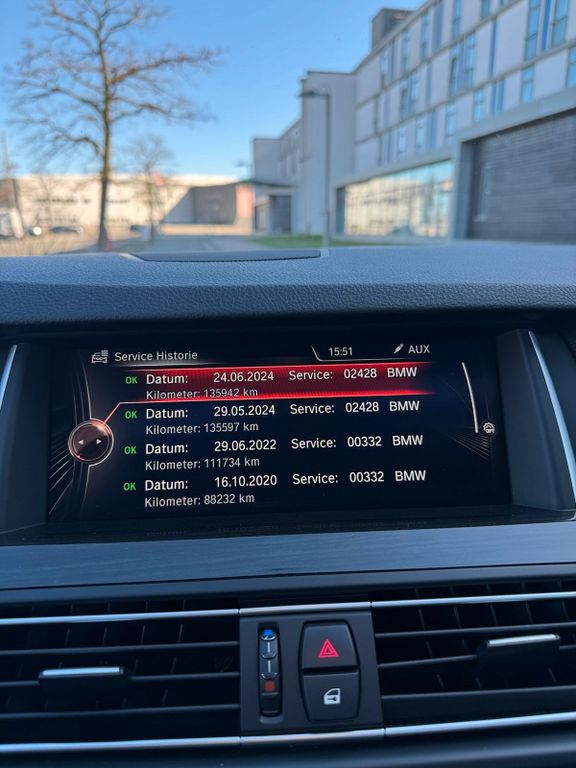 Service Historie 15:51 AUX
OK Datum: 24.06.2024 Service: 02428 BMW
Kilometer: 135942 km
OK Datum: 29.05.2024 Service: 02428 BMW
Kilometer: 135597 km
OK Datum: 29.06.2022 Service: 00332 BMW
Kilometer: 111734 km
OK Datum: 16.10.2020 Service: 00332 BMW
Kilometer: 88232 km